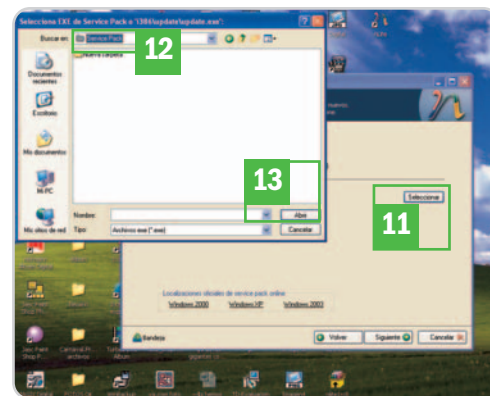 Selecciona EXE de Service Pack o 'i386\update\update.exe':
Buscar en:
Service Pack
12
Nueva carpeta
Documentos recientes
Escritorio
Mis documentos
Mi PC
Mis sitios de red
13
Nombre:
Abrir
Tipo:
Archivos exe (*.exe)
Cancelar
Seleccionar
11
Localizaciones oficiales de service pack online
Windows 2000
Windows XP
Windows 2003
Bandeja
Volver
Siguiente
Cancelar